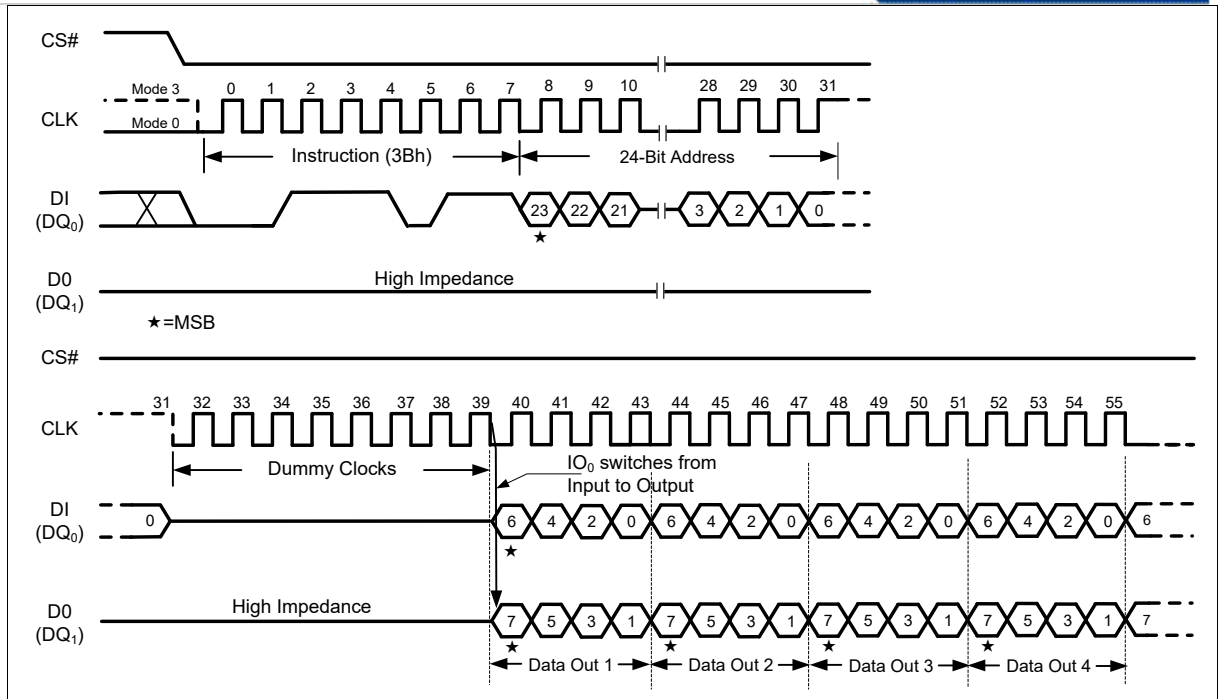 CS#
Mode 3 0 1 2 3 4 5 6 7 8 9 10 28 29 30 31
CLK
Mode 0
Instruction (3Bh) 24-Bit Address
DI
(DQ0) 23 22 21 3 2 1 0
★
D0
(DQ1)
High Impedance
★=MSB
CS#
31 32 33 34 35 36 37 38 39 40 41 42 43 44 45 46 47 48 49 50 51 52 53 54 55
CLK
Dummy Clocks
IO0 switches from
Input to Output
DI
(DQ0)
0 6 4 2 0 6 4 2 0 6 4 2 0 6 4 2 0 6
★
D0
(DQ1)
High Impedance 7 5 3 1 7 5 3 1 7 5 3 1 7 5 3 1 7
★ ★ ★ ★
Data Out 1 Data Out 2 Data Out 3 Data Out 4